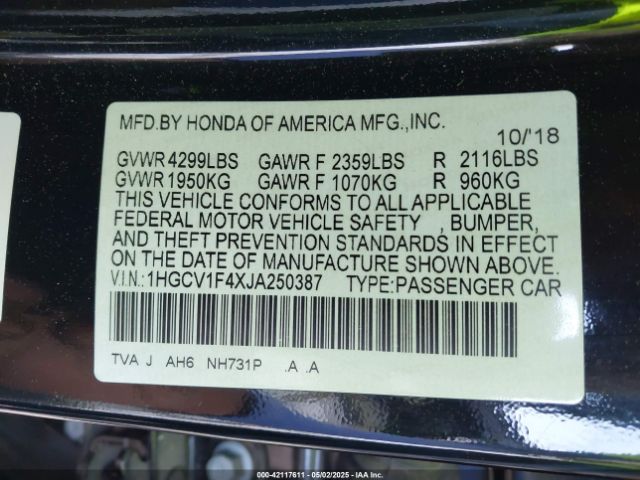 MFD.BY HONDA OF AMERICA MFG.,INC.
10/'18
GVWR 4299LBS GAWR F 2359LBS R 2116LBS
GVWR 1950KG GAWR F 1070KG R 960KG
THIS VEHICLE CONFORMS TO ALL APPLICABLE
FEDERAL MOTOR VEHICLE SAFETY , BUMPER,
AND THEFT PREVENTION STANDARDS IN EFFECT
ON THE DATE OF MANUFACTURE SHOWN ABOVE.
V.I.N.:1HGCV1F4XJA250387 TYPE:PASSENGER CAR
TVA J AH6 NH731P .A .A
000-42117611 - 05/02/2025 - IAA Inc.